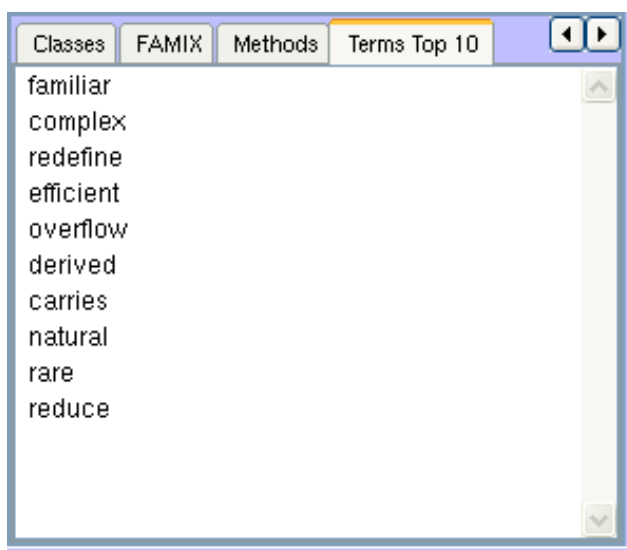 Classes FAMIX Methods Terms Top 10
familiar
complex
redefine
efficient
overflow
derived
carries
natural
rare
reduce